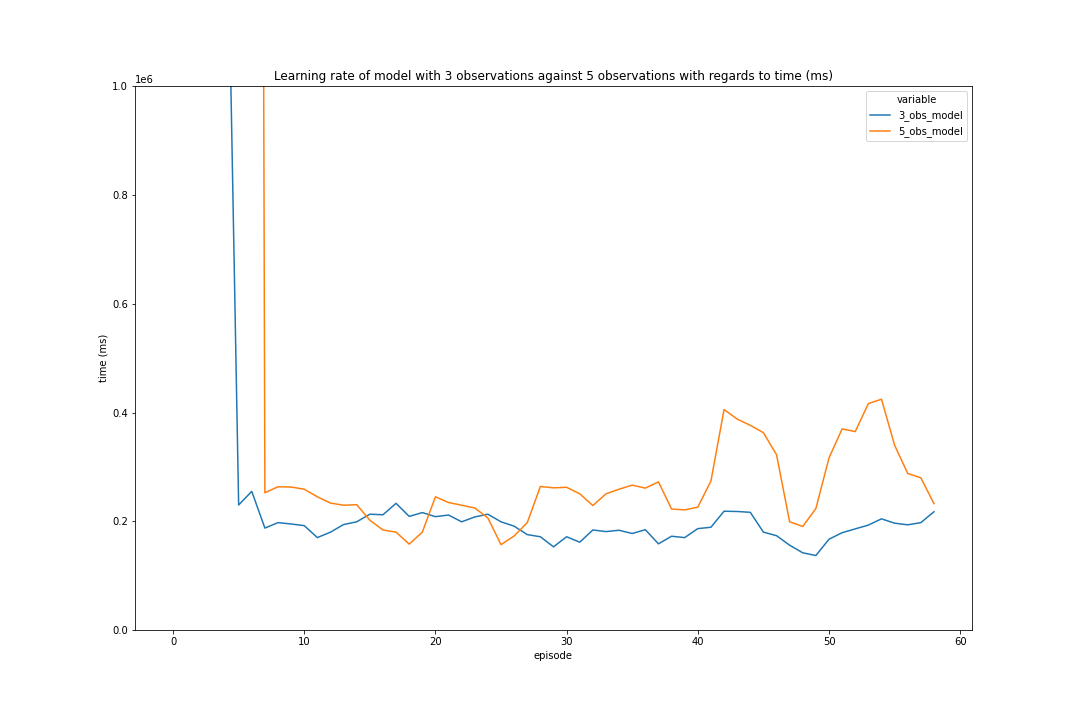 Learning rate of model with 3 observations against 5 observations with regards to time (ms)
1e6
variable
3_obs_model
5_obs_model
1.0
0.8
0.6
0.4
0.2
0.0
time (ms)
0 10 20 30 40 50 60
episode